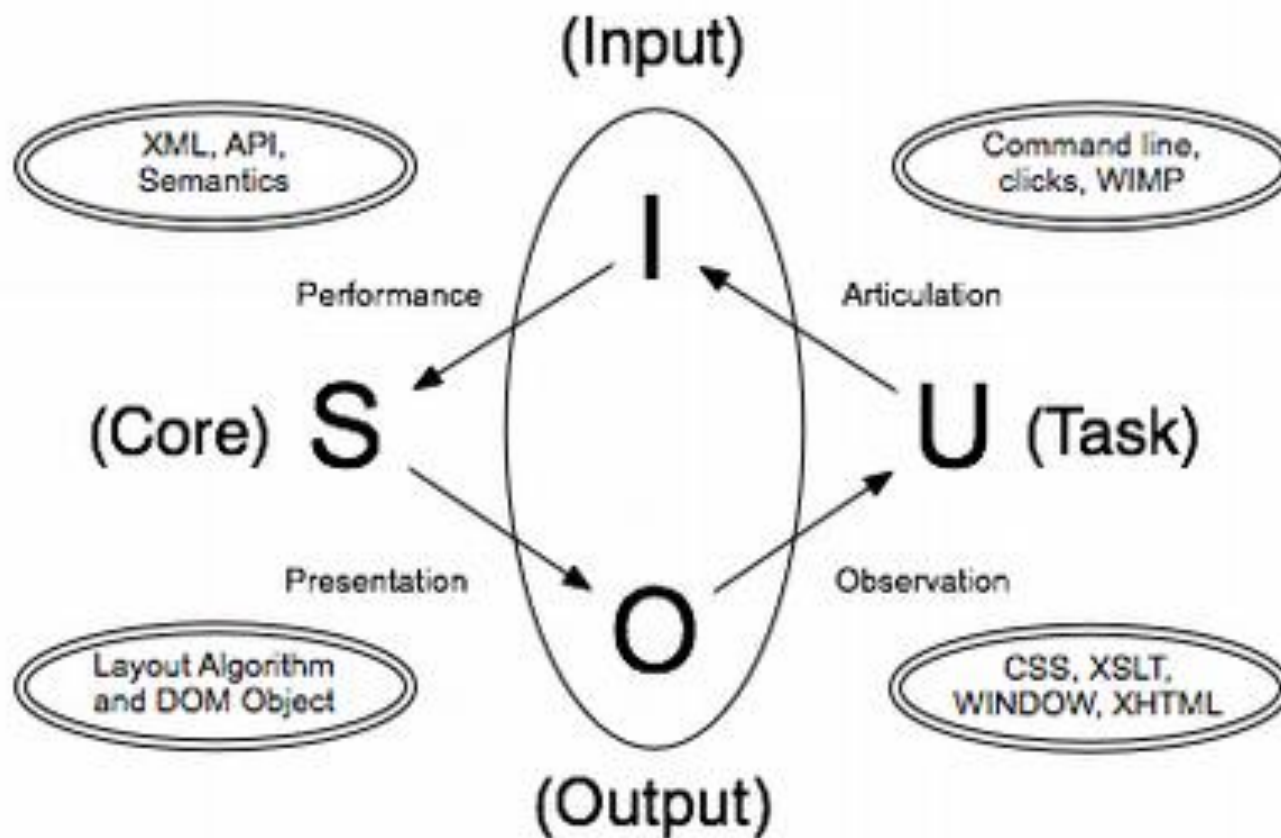 (Input)
XML, API,
Semantics
Command line,
clicks, WIMP
I
Performance
Articulation
(Core) S
U (Task)
Presentation
Observation
O
Layout Algorithm
and DOM Object
CSS, XSLT,
WINDOW, XHTML
(Output)